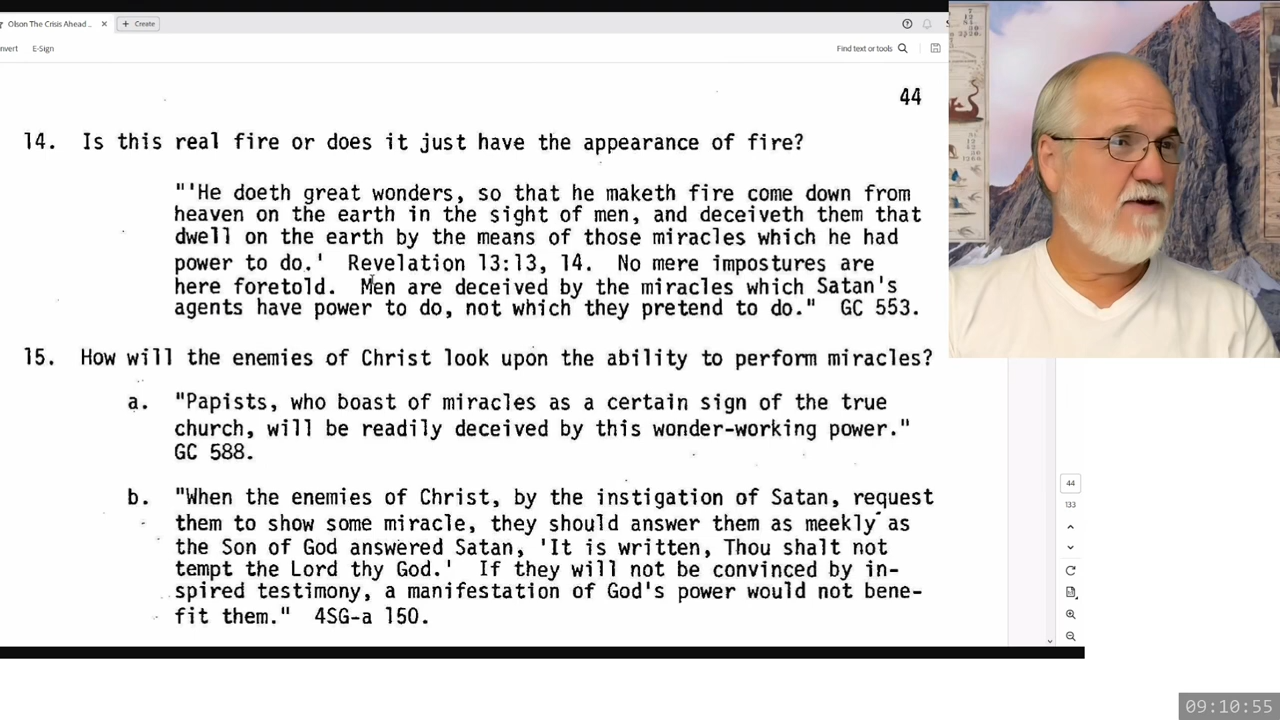 Olson The Crisis Ahead ...
Create
nvert
E-Sign
Find text or tools
44
14. Is this real fire or does it just have the appearance of fire?
"'He doeth great wonders, so that he maketh fire come down from
heaven on the earth in the sight of men, and deceiveth them that
dwell on the earth by the means of those miracles which he had
power to do.' Revelation 13:13, 14. No mere impostures are
here foretold. Men are deceived by the miracles which Satan's
agents have power to do, not which they pretend to do." GC 553.
15. How will the enemies of Christ look upon the ability to perform miracles?
a. "Papists, who boast of miracles as a certain sign of the true
church, will be readily deceived by this wonder-working power."
GC 588.
b. "When the enemies of Christ, by the instigation of Satan, request
them to show some miracle, they should answer them as meekly as
the Son of God answered Satan, 'It is written, Thou shalt not
tempt the Lord thy God.' If they will not be convinced by in-
spired testimony, a manifestation of God's power would not bene-
fit them." 4SG-a 150.
44
133
09:10:55